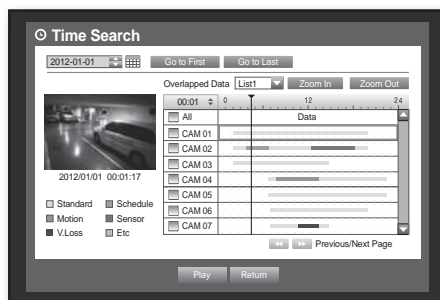 Time Search
2012-01-01 Go to First Go to Last
Overlapped Data List1 Zoom In Zoom Out
00:01 0 12 24
All Data
CAM 01
CAM 02
CAM 03
CAM 04
CAM 05
CAM 06
CAM 07
2012/01/01 00:01:17
Standard Schedule
Motion Sensor
V.Loss Etc
Previous/Next Page
Play Return